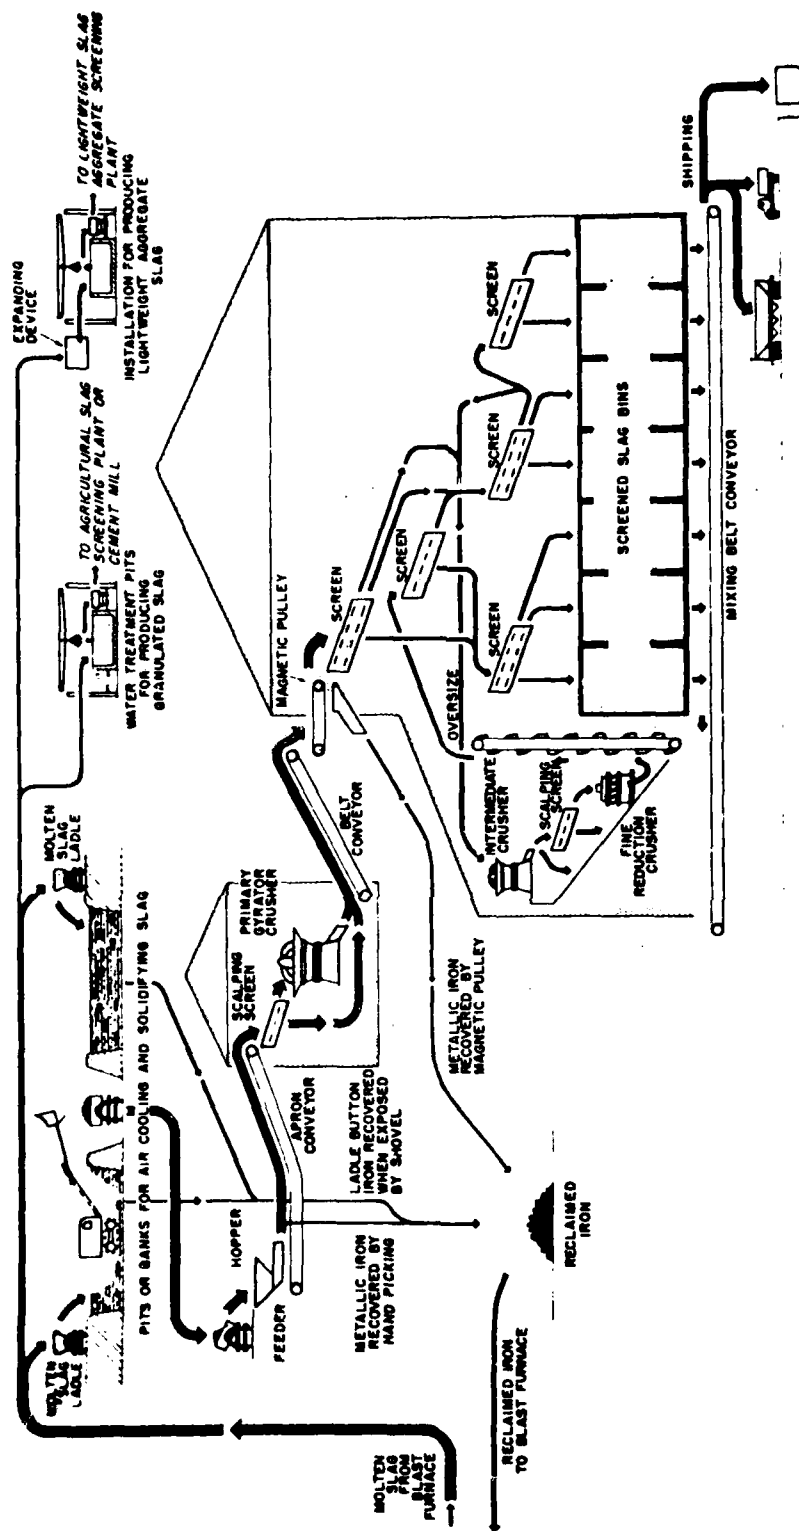 MOLTEN
SLAG
FROM
BLAST
FURNACE
MOLTEN
SLAG
LADLE
PITS OR BANKS FOR AIR COOLING AND SOLIDIFYING SLAG
MOLTEN
SLAG
LADLE
WATER TREATMENT PITS
FOR PRODUCING
GRANULATED SLAG
TO AGRICULTURAL SLAG
SCREENING PLANT OR
CEMENT MILL
EXPANDING
DEVICE
INSTALLATION FOR PRODUCING
LIGHTWEIGHT AGGREGATE
SLAG
TO LIGHTWEIGHT SLAG
AGGREGATE SCREENING
PLANT
FEEDER
HOPPER
APRON
CONVEYOR
SCALPING
SCREEN
PRIMARY
GYRATOR
CRUSHER
BELT
CONVEYOR
MAGNETIC PULLEY
SCREEN
SCREEN
SCREEN
SCREEN
SCREEN
OVERSIZE
INTERMEDIATE
CRUSHER
SCALPING
SCREEN
FINE
REDUCTION
CRUSHER
SCREENED SLAG BINS
MIXING BELT CONVEYOR
SHIPPING
METALLIC IRON
RECOVERED BY
HAND PICKING
LADLE BUTTON
IRON RECOVERED
WHEN EXPOSED
BY SHOVEL
METALLIC IRON
RECOVERED BY
MAGNETIC PULLEY
RECLAIMED
IRON
RECLAIMED IRON
TO BLAST FURNACE